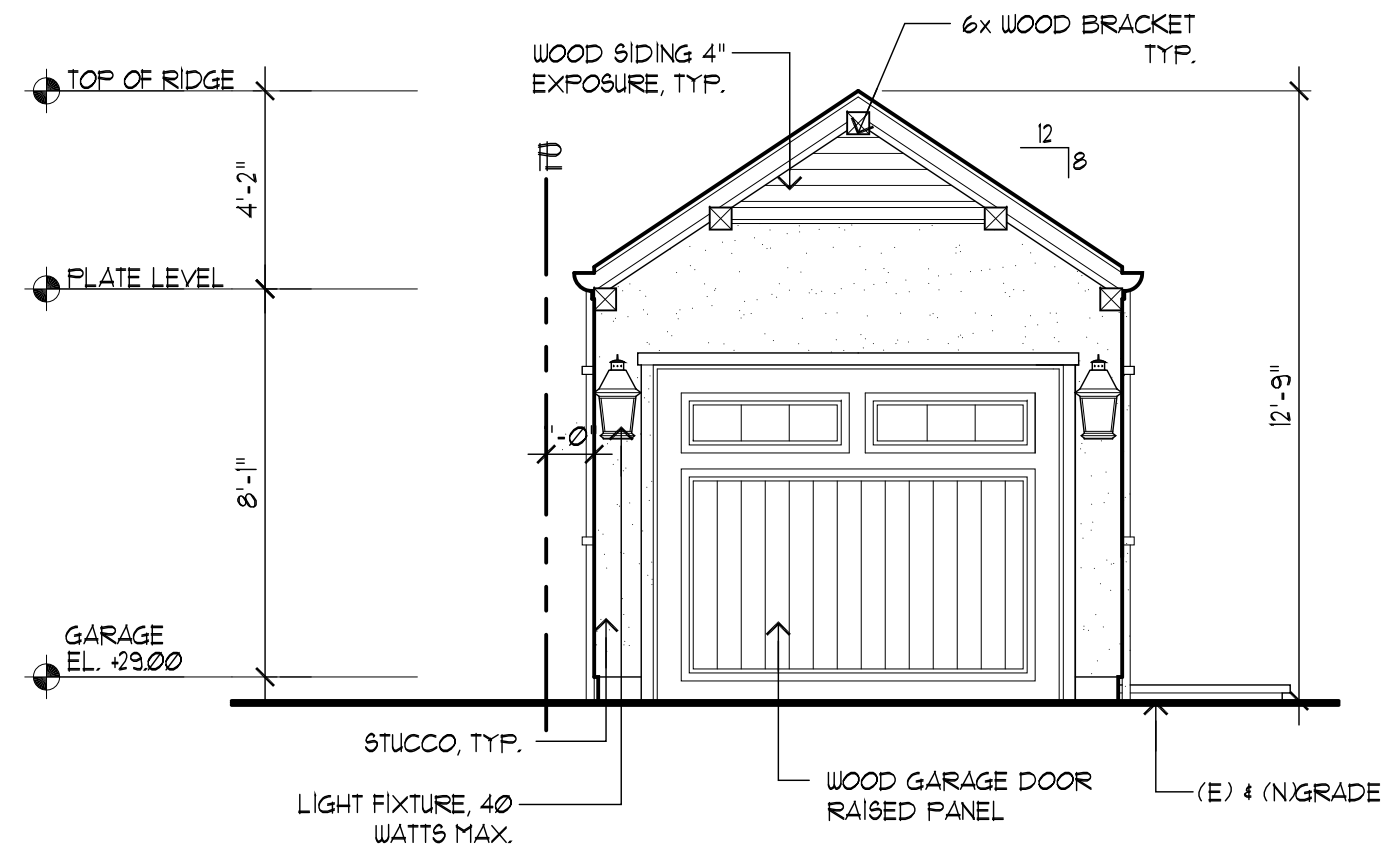 6x WOOD BRACKET
TYP.
WOOD SIDING 4"
EXPOSURE, TYP.
TOP OF RIDGE
12
8
4'-2"
PLATE LEVEL
12'-9"
'-0"
8'-1"
GARAGE
EL. +29.00
STUCCO, TYP.
WOOD GARAGE DOOR
RAISED PANEL
(E) & (N)GRADE
LIGHT FIXTURE, 40
WATTS MAX.